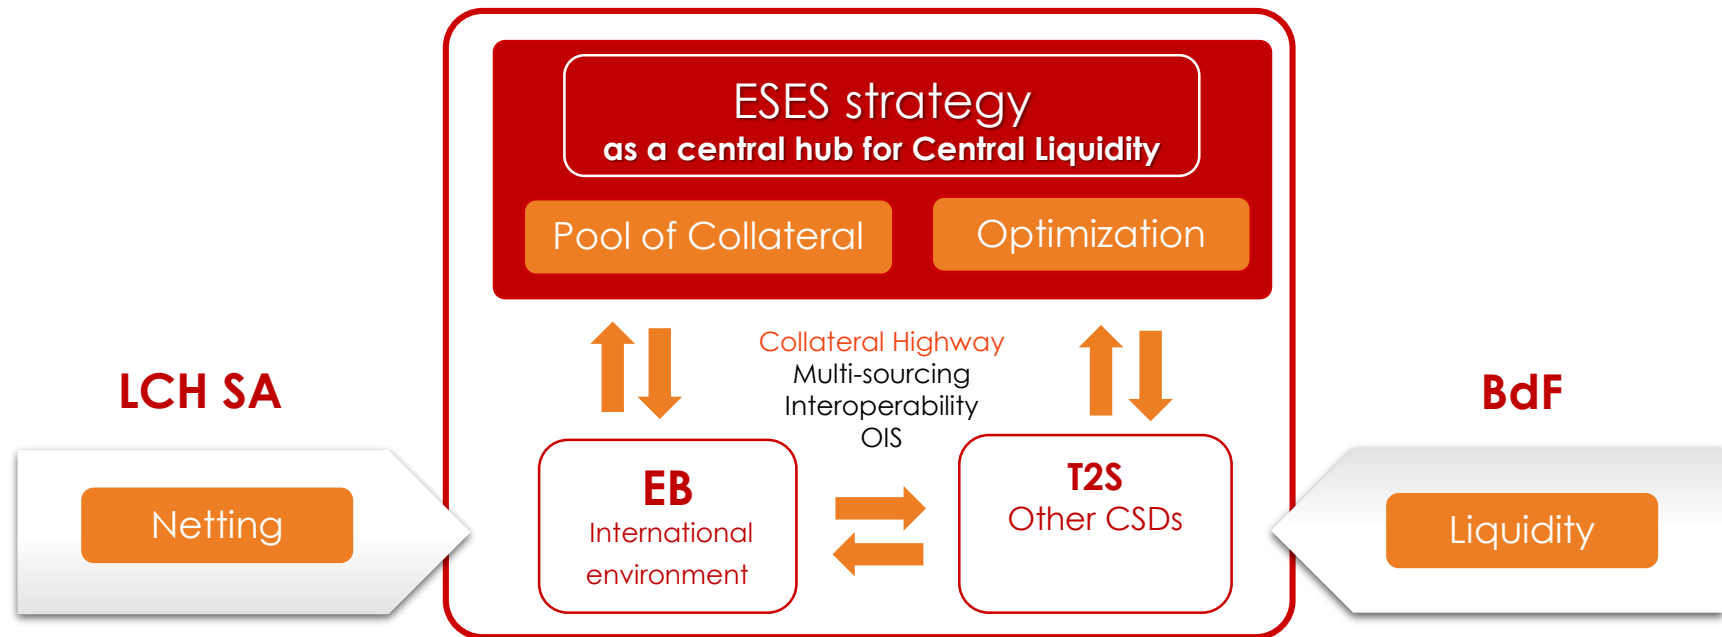 ESES strategy
as a central hub for Central Liquidity
Pool of Collateral
Optimization
Collateral Highway
Multi-sourcing
Interoperability
OIS
LCH SA
Netting
EB
International
environment
T2S
Other CSDs
BdF
Liquidity